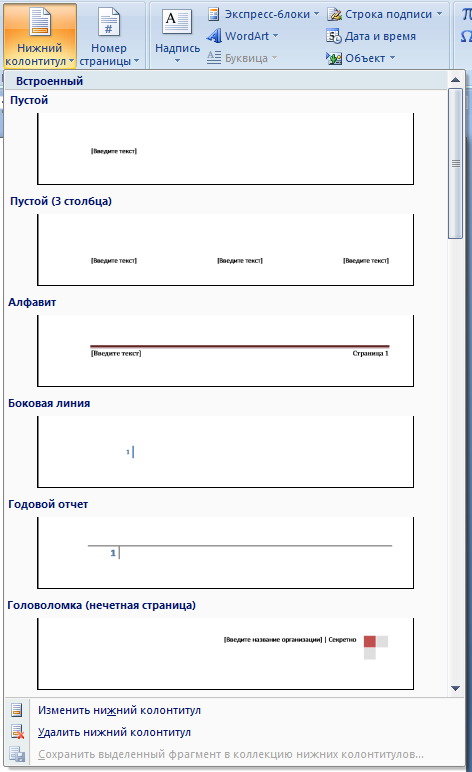 Нижний колонтитул
Номер страницы
Надпись
Экспресс-блоки
WordArt
Буквица
Строка подписи
Дата и время
Объект
π
Ω
Встроенный
Пустой
[Введите текст]
Пустой (3 столбца)
[Введите текст] [Введите текст] [Введите текст]
Алфавит
[Введите текст] Страница 1
Боковая линия
1
Годовой отчет
1
Головоломка (нечетная страница)
[Введите название организации] | Секретно
Изменить нижний колонтитул
Удалить нижний колонтитул
Сохранить выделенный фрагмент в коллекцию нижних колонтитулов...